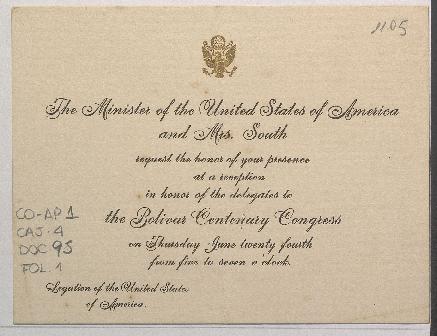 1105
The Minister of the United States of America
and Mrs. South
request the honor of your presence
at a reception
in honor of the delegates to
the Bolivar Centenary Congress
on Thursday June twenty fourth
from five to seven o'clock.
CO-AP1
CAJ·4
DOC 95
FOL. 1
Legation of the United States
of America.